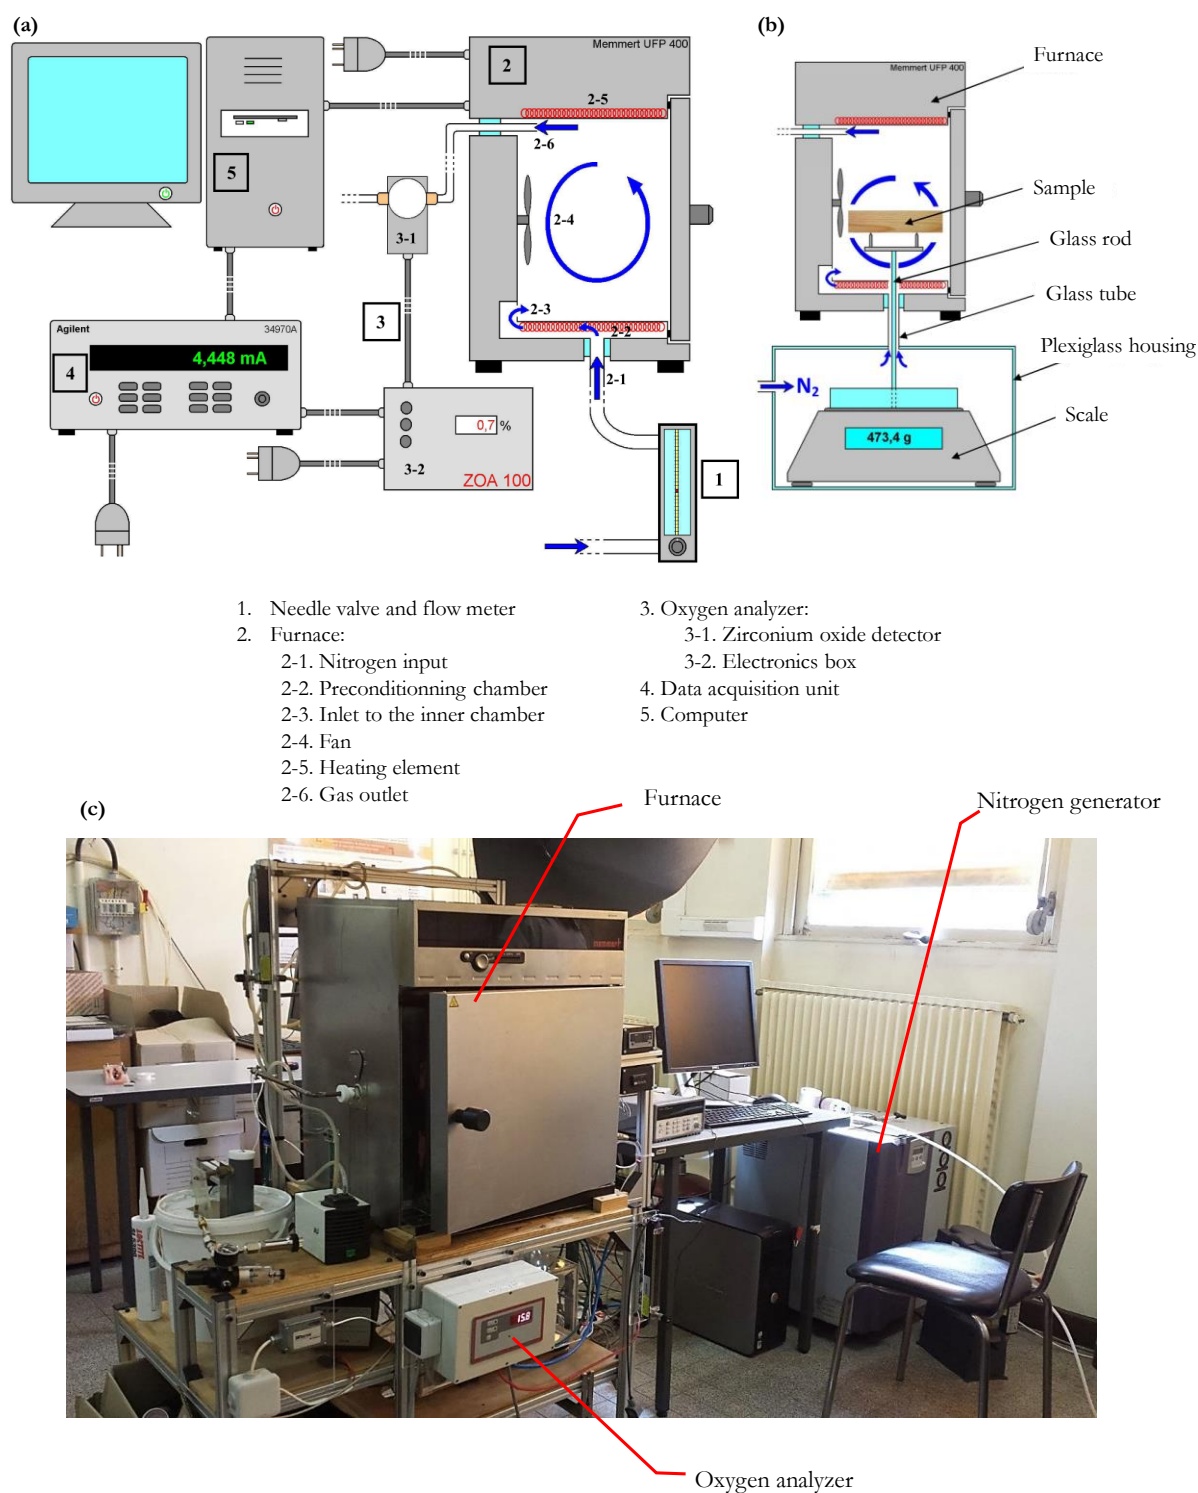 (a)
(b)
Memmert UFP 400
2
2-5
2-6
5
3-1
2-4
3
2-3
2-2
2-1
Agilent
34970A
4,448 mA
4
0,7 %
3-2
ZOA 100
1
Memmert UFP 400
Furnace
Sample
Glass rod
Glass tube
Plexiglass housing
N2
Scale
473,4 g
1. Needle valve and flow meter
2. Furnace:
2-1. Nitrogen input
2-2. Preconditionning chamber
2-3. Inlet to the inner chamber
2-4. Fan
2-5. Heating element
2-6. Gas outlet
3. Oxygen analyzer:
3-1. Zirconium oxide detector
3-2. Electronics box
4. Data acquisition unit
5. Computer
(c)
Furnace
Nitrogen generator
memmert
LOCTITE
15.8
Oxygen analyzer